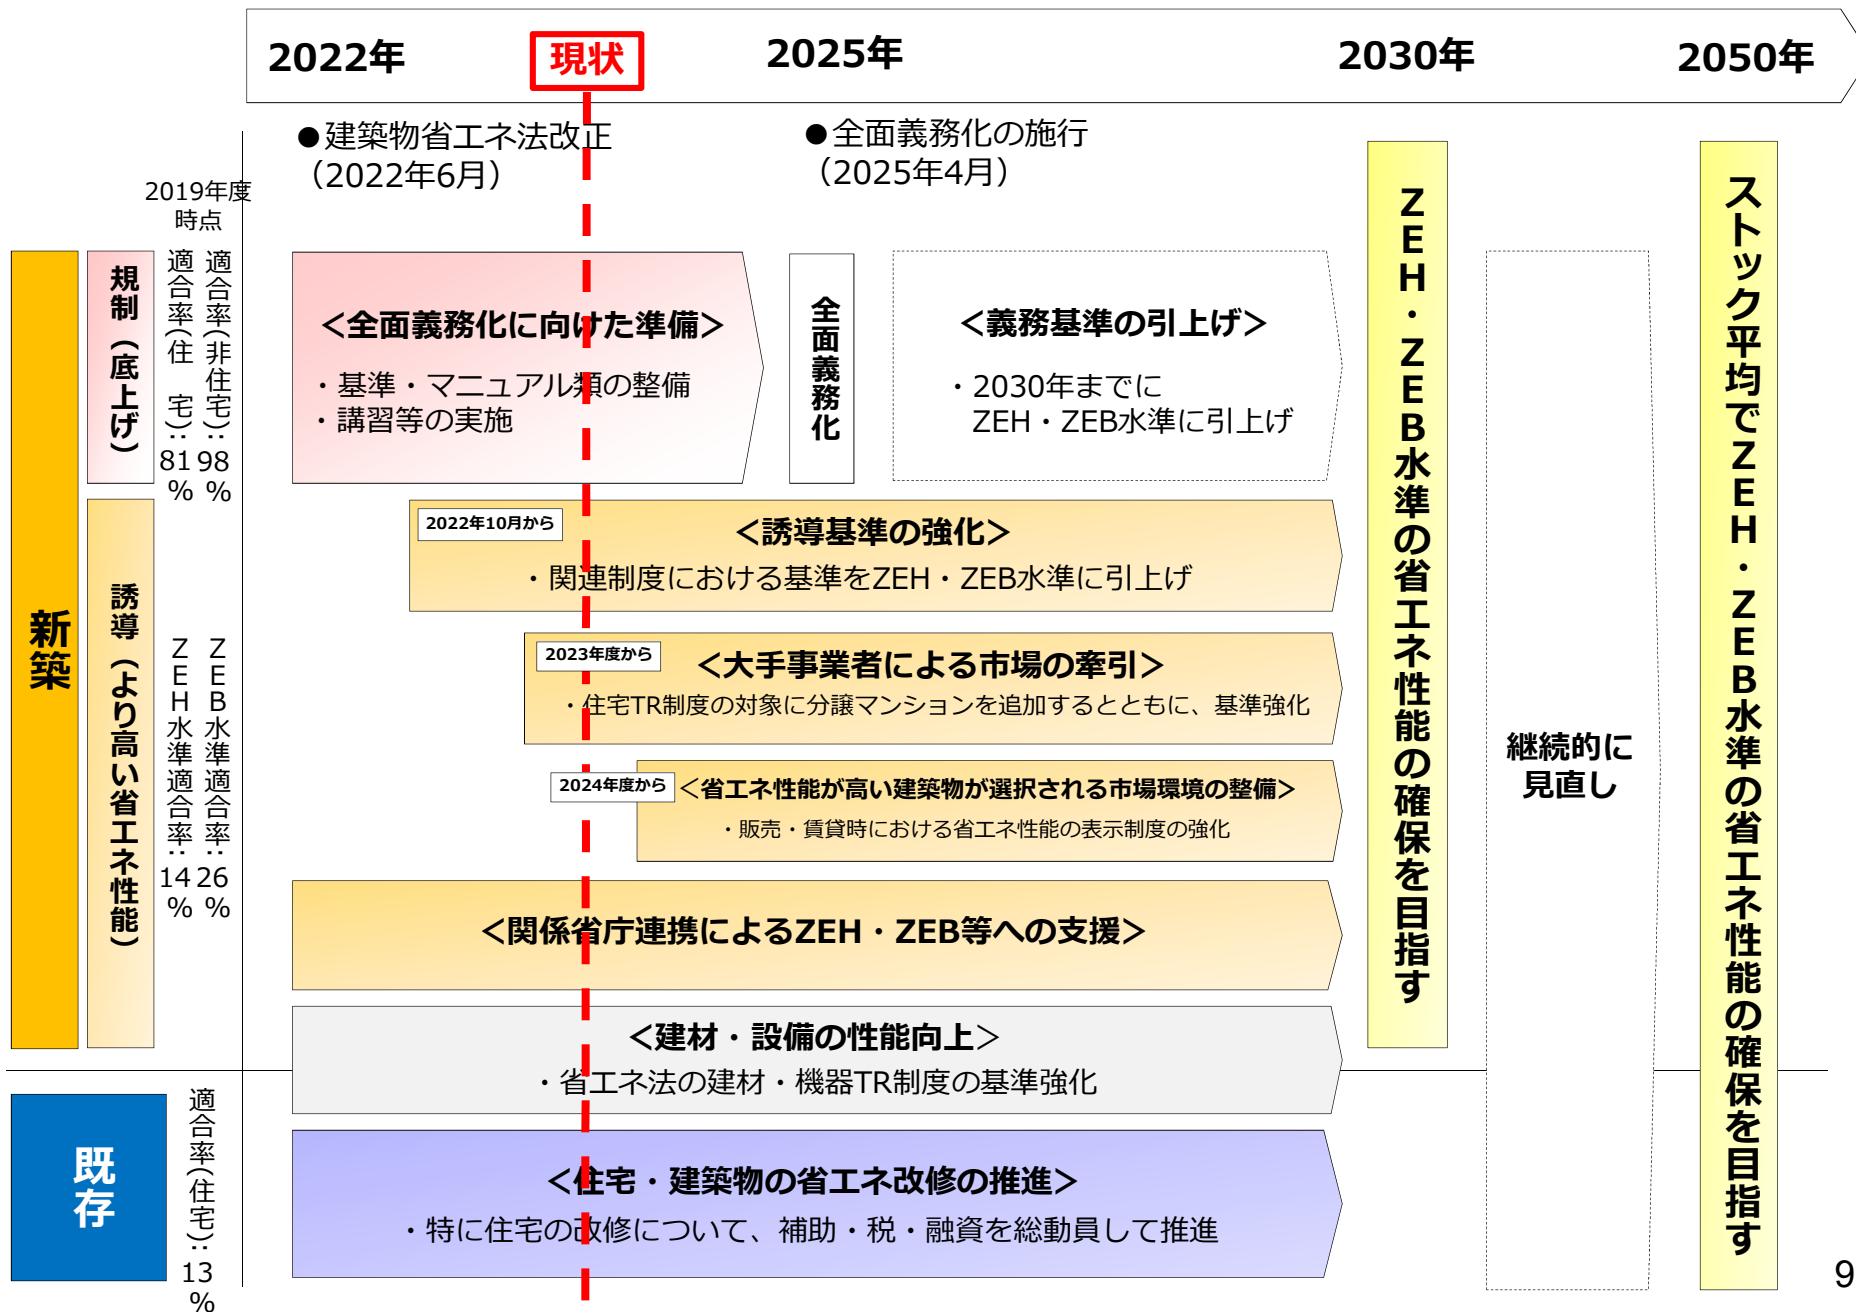 2022年
現状
2025年
2030年
2050年
●建築物省エネ法改正
（2022年6月）
●全面義務化の施行
（2025年4月）
2019年度
時点
新築
規制（底上げ）
適合率(住　宅)：81%
適合率(非住宅)：98%
＜全面義務化に向けた準備＞
・基準・マニュアル類の整備
・講習等の実施
全面義務化
＜義務基準の引上げ＞
・2030年までに
ZEH・ZEB水準に引上げ
誘導（より高い省エネ性能）
ZEH水準適合率：14%
ZEB水準適合率：26%
2022年10月から
＜誘導基準の強化＞
・関連制度における基準をZEH・ZEB水準に引上げ
2023年度から
＜大手事業者による市場の牽引＞
・住宅TR制度の対象に分譲マンションを追加するとともに、基準強化
2024年度から
＜省エネ性能が高い建築物が選択される市場環境の整備＞
・販売・賃貸時における省エネ性能の表示制度の強化
＜関係省庁連携によるZEH・ZEB等への支援＞
＜建材・設備の性能向上＞
・省エネ法の建材・機器TR制度の基準強化
既存
適合率(住宅)：13%
＜住宅・建築物の省エネ改修の推進＞
・特に住宅の改修について、補助・税・融資を総動員して推進
ZEH・ZEB水準の省エネ性能の確保を目指す
継続的に
見直し
ストック平均でZEH・ZEB水準の省エネ性能の確保を目指す
9